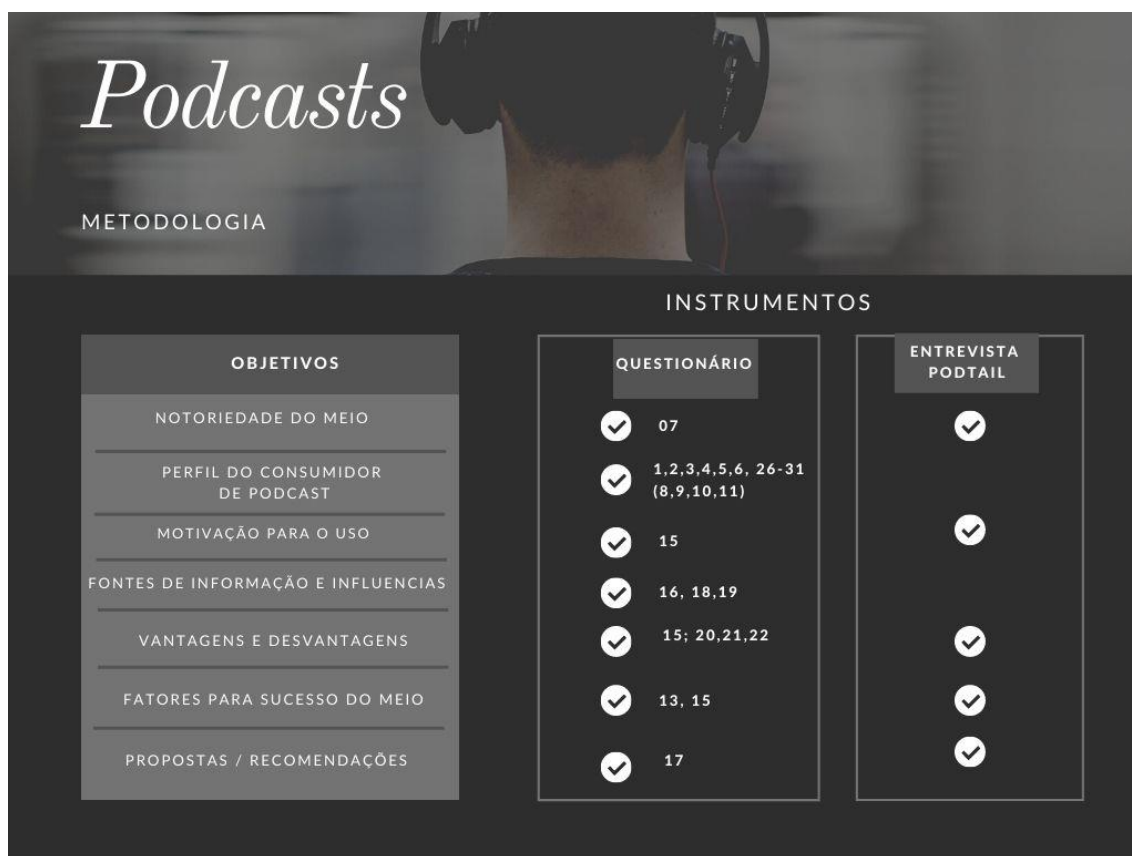 Podcasts
METODOLOGIA
INSTRUMENTOS
OBJETIVOS
QUESTIONÁRIO
ENTREVISTA
PODTAIL
NOTORIEDADE DO MEIO
07
PERFIL DO CONSUMIDOR
DE PODCAST
1,2,3,4,5,6, 26-31
(8,9,10,11)
MOTIVAÇÃO PARA O USO
15
FONTES DE INFORMAÇÃO E INFLUENCIAS
16, 18,19
VANTAGENS E DESVANTAGENS
15; 20,21,22
FATORES PARA SUCESSO DO MEIO
13, 15
PROPOSTAS / RECOMENDAÇÕES
17